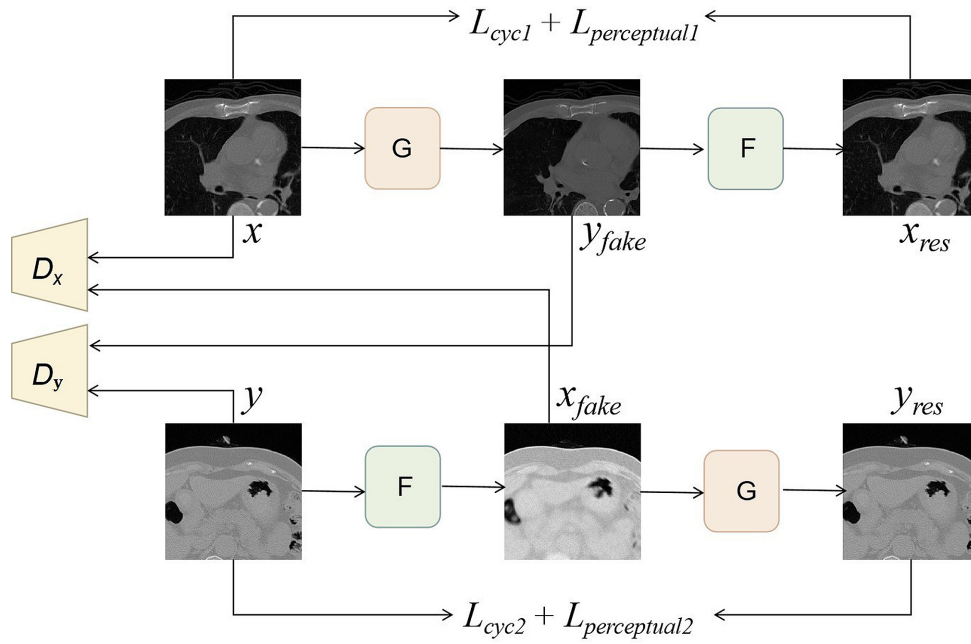 L_cyc1 + L_perceptual1
G
F
x
y_fake
x_res
D_x
D_y
y
x_fake
y_res
F
G
L_cyc2 + L_perceptual2